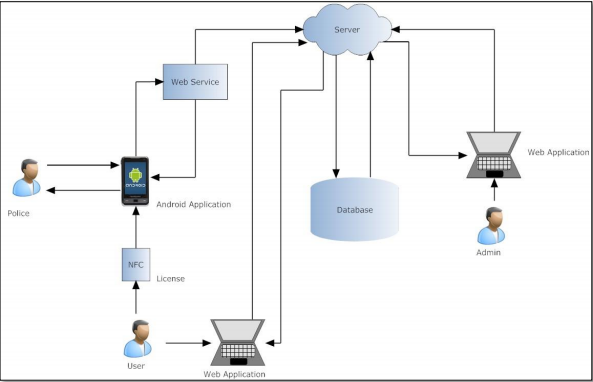 Server
Web Service
Web Application
Police
Android Application
Database
Admin
NFC
License
User
Web Application